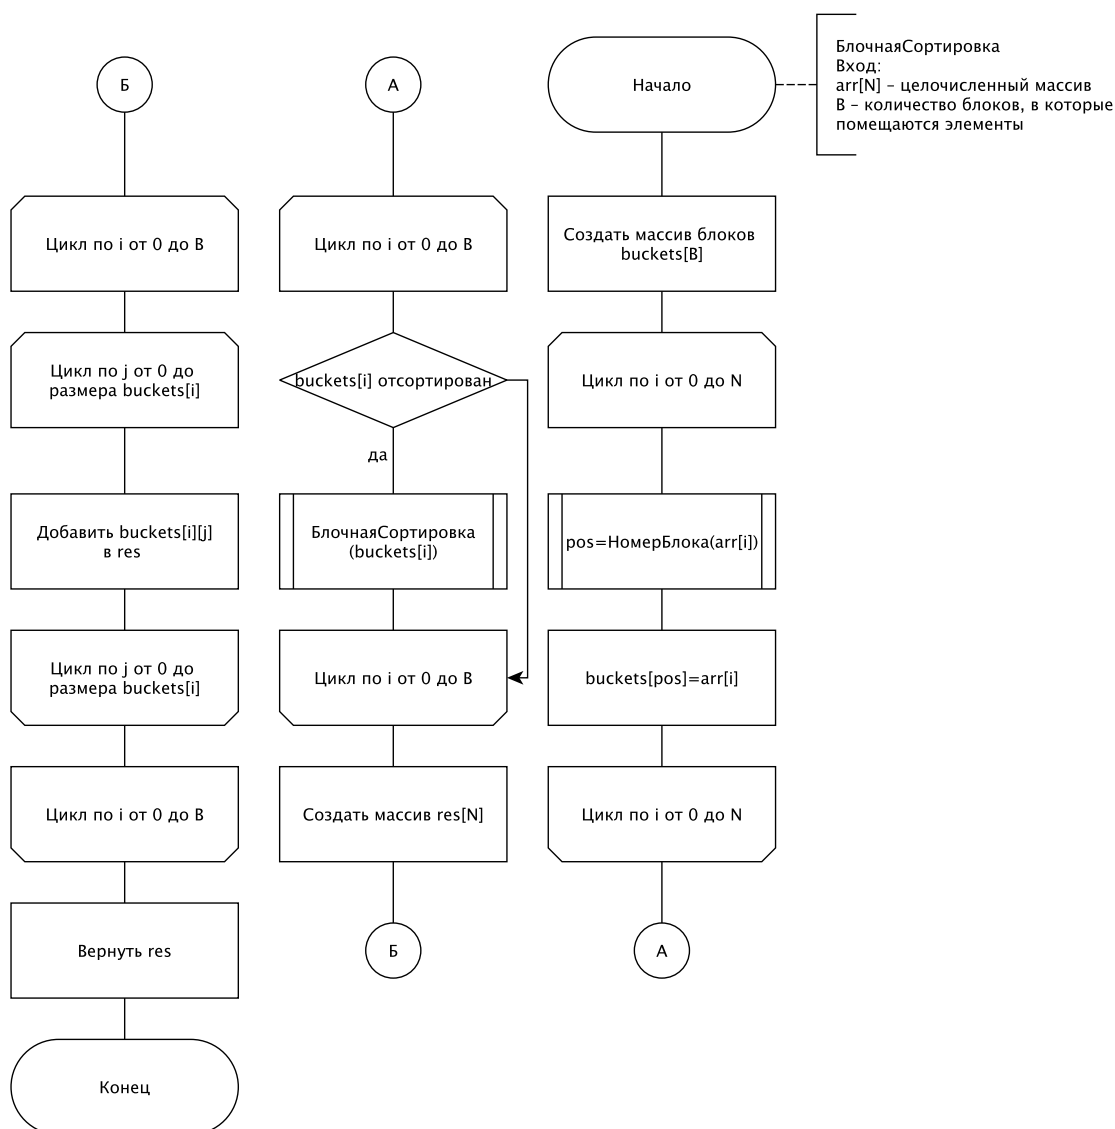 Б
Цикл по i от 0 до B
Цикл по j от 0 до
размера buckets[i]
Добавить buckets[i][j]
в res
Цикл по j от 0 до
размера buckets[i]
Цикл по i от 0 до B
Вернуть res
Конец
А
Цикл по i от 0 до B
buckets[i] отсортирован
да
БлочнаяСортировка
(buckets[i])
Цикл по i от 0 до B
Создать массив res[N]
Б
Начало
Создать массив блоков
buckets[B]
Цикл по i от 0 до N
pos=НомерБлока(arr[i])
buckets[pos]=arr[i]
Цикл по i от 0 до N
А
БлочнаяСортировка
Вход:
arr[N] – целочисленный массив
B – количество блоков, в которые
помещаются элементы